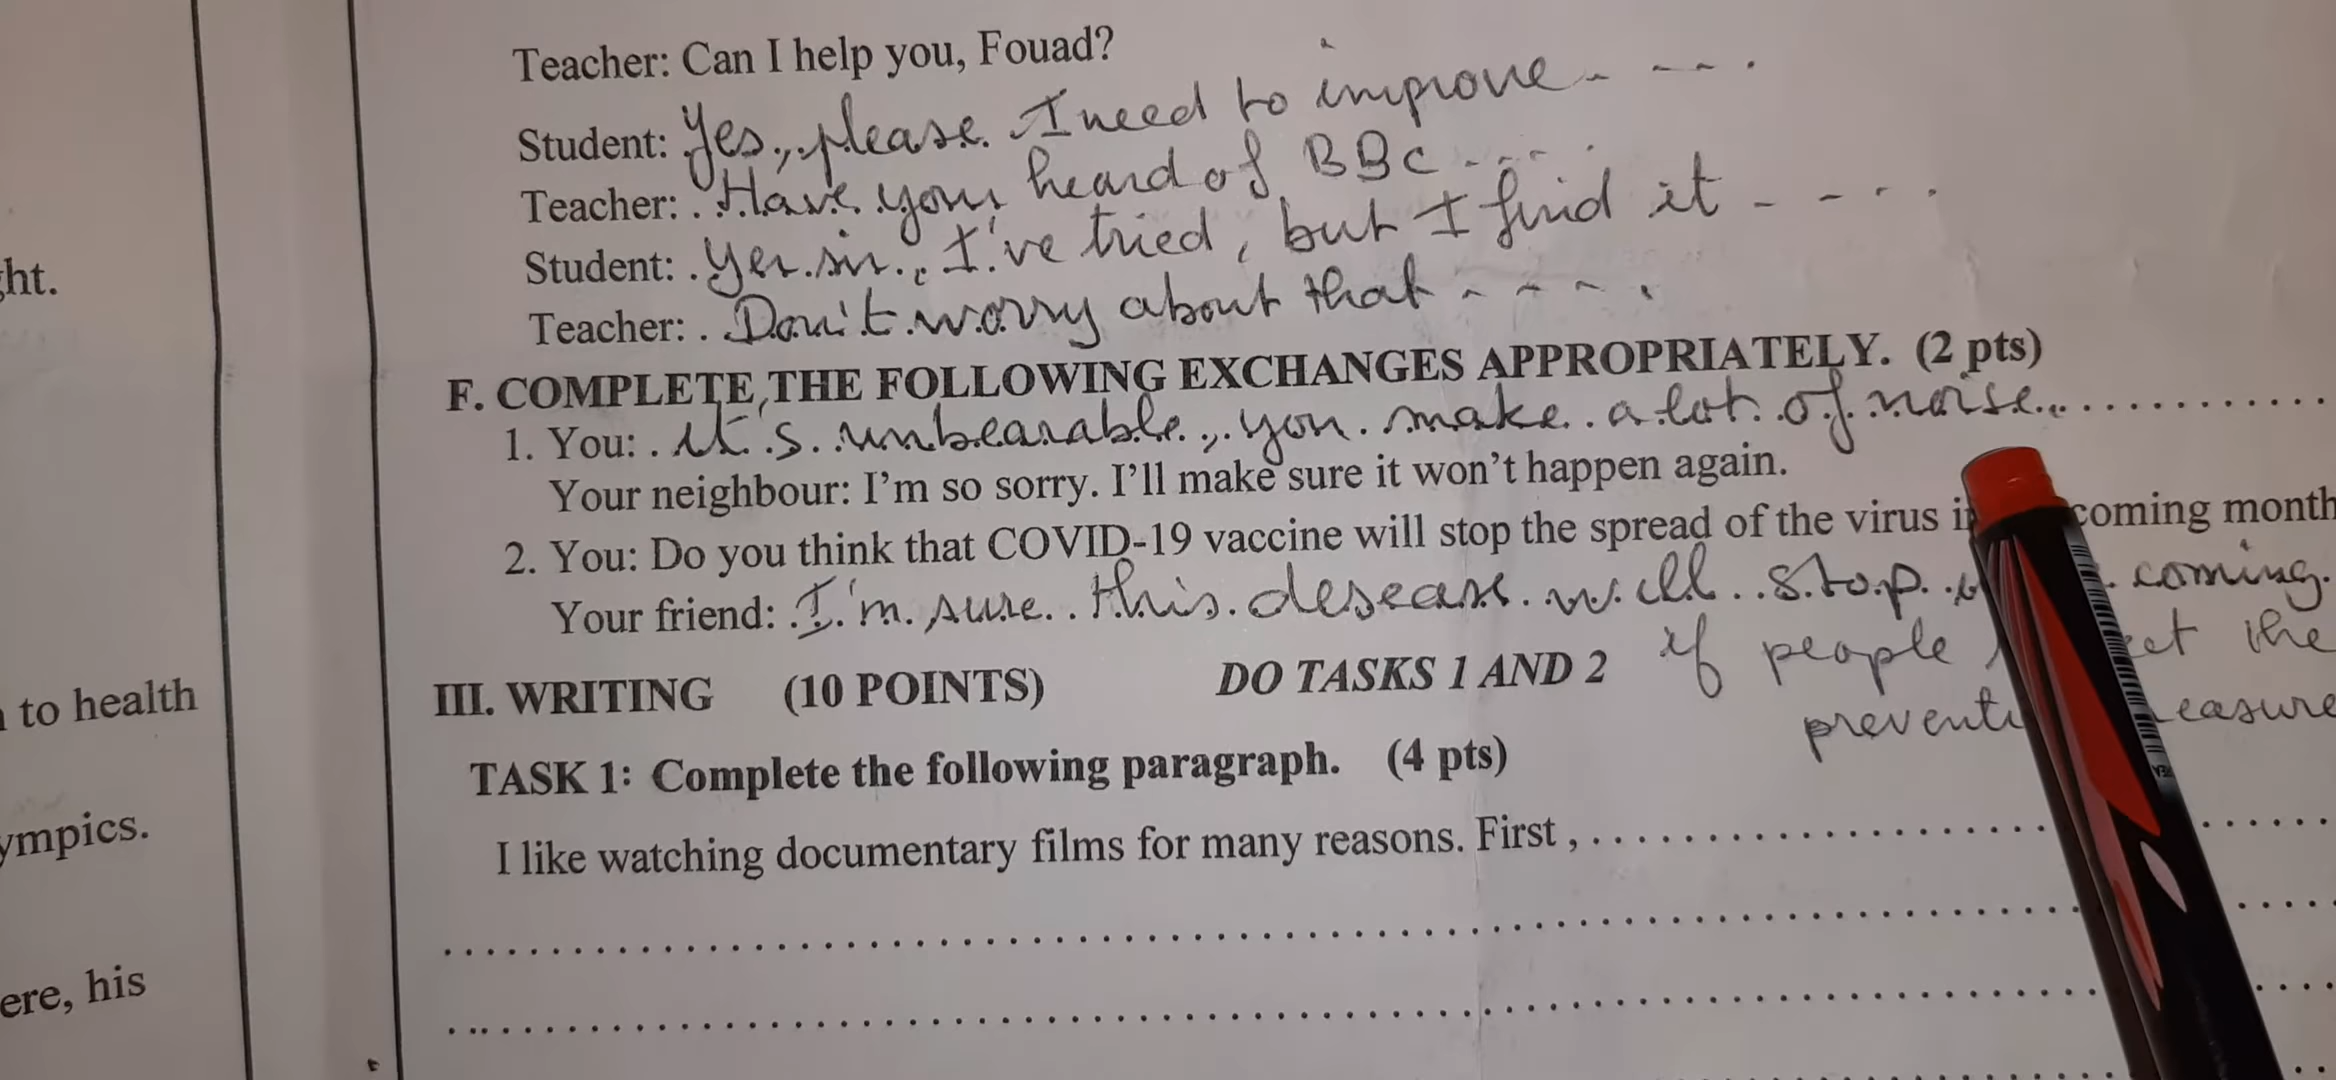 Teacher: Can I help you, Fouad?
Student: Yes, please. I need to improve - - - .
Teacher: . Have you heard of BBC - - - .
Student: . Yes sir. I've tried, but I find it - - - .
Teacher: . Don't worry about that - - - .
ght.
F. COMPLETE THE FOLLOWING EXCHANGES APPROPRIATELY. (2 pts)
1. You: . it's unbearable, you make a lot of noise. ............
Your neighbour: I'm so sorry. I'll make sure it won't happen again.
2. You: Do you think that COVID-19 vaccine will stop the spread of the virus coming month
Your friend: . I'm sure this desease will stop coming.
if people the
to health
III. WRITING (10 POINTS) DO TASKS 1 AND 2
TASK 1: Complete the following paragraph. (4 pts)
ympics.
I like watching documentary films for many reasons. First , ..............................
ere, his